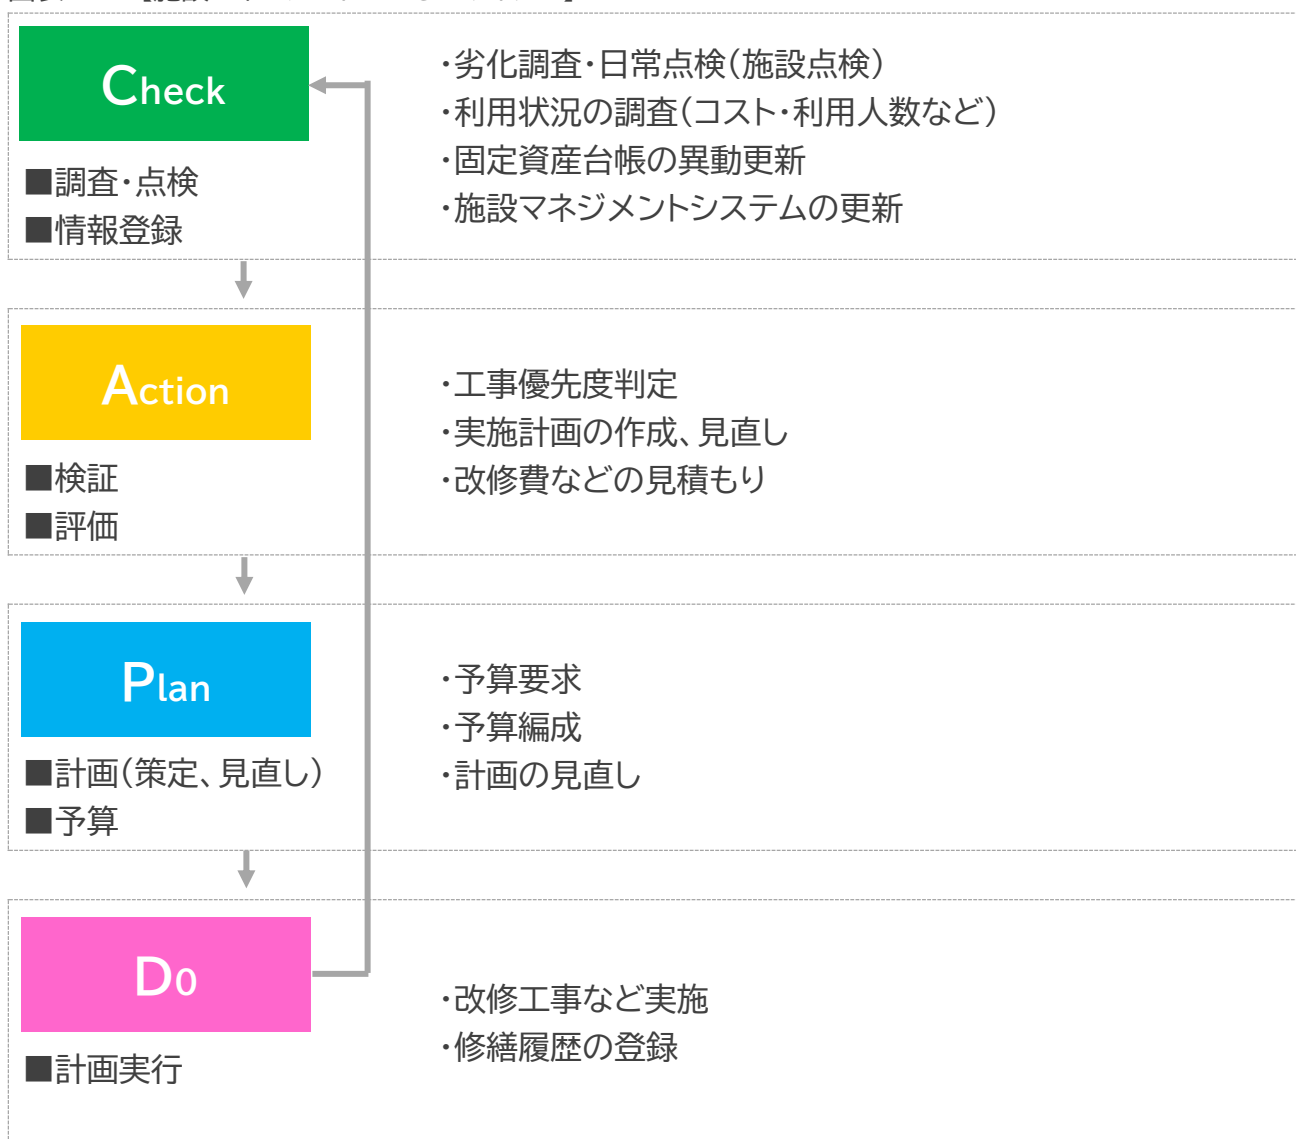 Check
■調査・点検
■情報登録
・劣化調査・日常点検(施設点検)
・利用状況の調査(コスト・利用人数など)
・固定資産台帳の異動更新
・施設マネジメントシステムの更新
Action
■検証
■評価
・工事優先度判定
・実施計画の作成、見直し
・改修費などの見積もり
Plan
■計画(策定、見直し)
■予算
・予算要求
・予算編成
・計画の見直し
D0
■計画実行
・改修工事など実施
・修繕履歴の登録